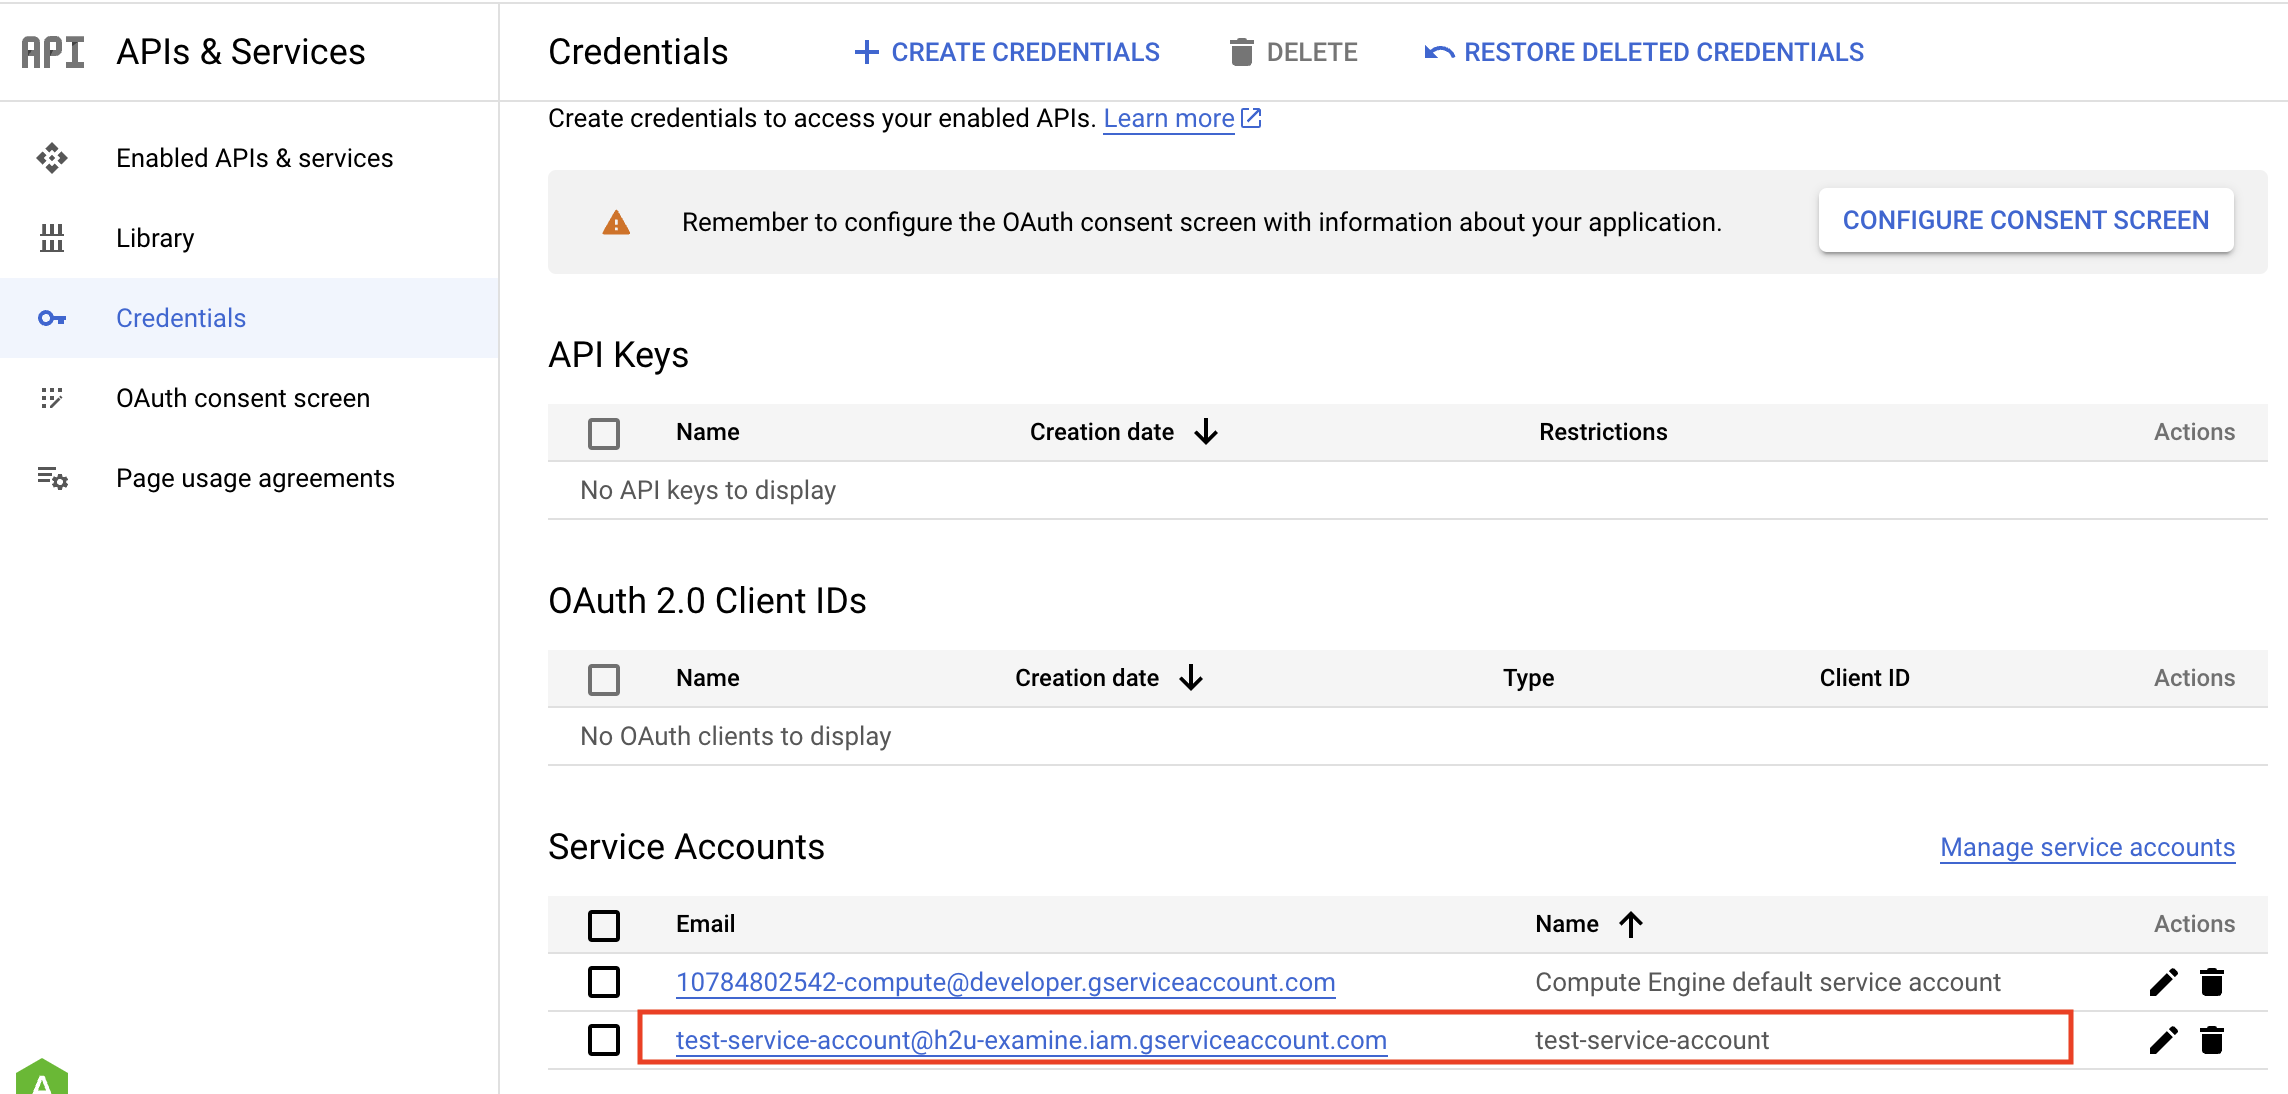 API APIs & Services
Credentials
CREATE CREDENTIALS
DELETE
RESTORE DELETED CREDENTIALS
Enabled APIs & services
Library
Credentials
OAuth consent screen
Page usage agreements
Create credentials to access your enabled APIs. Learn more
Remember to configure the OAuth consent screen with information about your application.
CONFIGURE CONSENT SCREEN
API Keys
Name Creation date Restrictions Actions
No API keys to display
OAuth 2.0 Client IDs
Name Creation date Type Client ID Actions
No OAuth clients to display
Service Accounts
Manage service accounts
Email Name Actions
10784802542-compute@developer.gserviceaccount.com Compute Engine default service account
test-service-account@h2u-examine.iam.gserviceaccount.com test-service-account
A